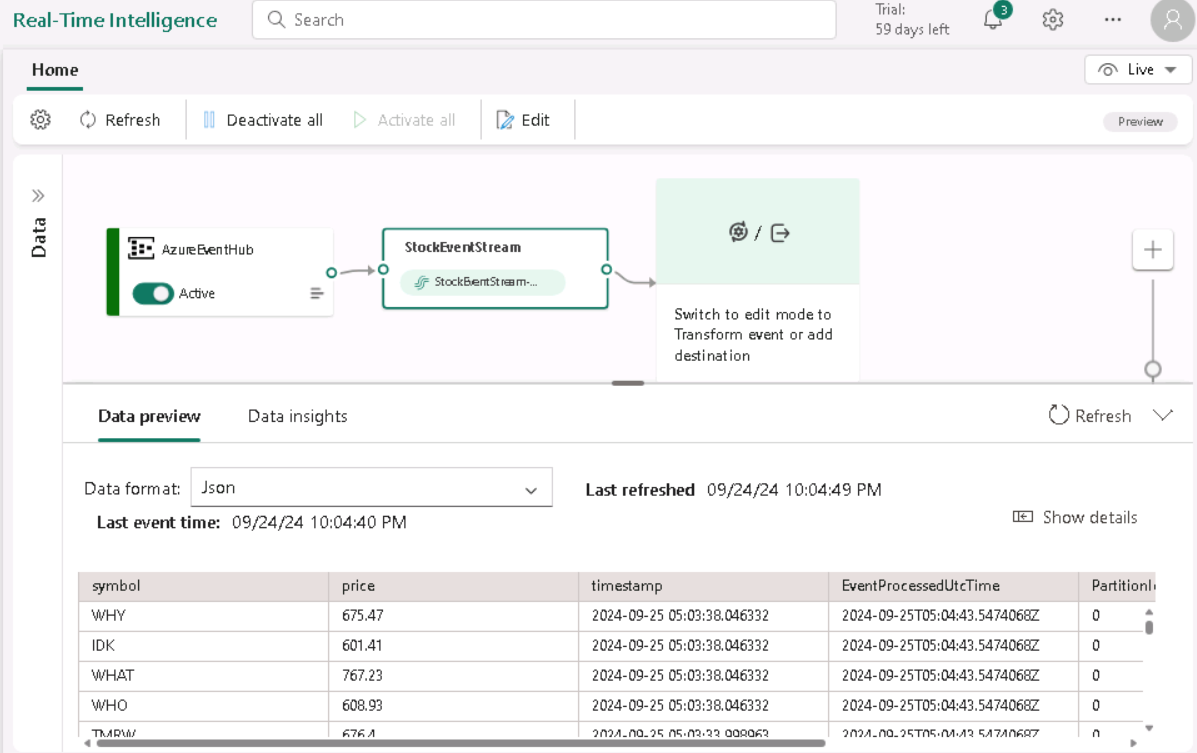 Real-Time Intelligence
Search
Trial:
59 days left
3
Home
Live
Refresh
Deactivate all
Activate all
Edit
Preview
Data
AzureEventHub
Active
StockEventStream
StockEventStream-...
/
Switch to edit mode to
Transform event or add
destination
Data preview
Data insights
Refresh
Data format:
Json
Last refreshed 09/24/24 10:04:49 PM
Last event time: 09/24/24 10:04:40 PM
Show details
symbol price timestamp EventProcessedUtcTime PartitionI
WHY 675.47 2024-09-25 05:03:38.046332 2024-09-25T05:04:43.5474068Z 0
IDK 601.41 2024-09-25 05:03:38.046332 2024-09-25T05:04:43.5474068Z 0
WHAT 767.23 2024-09-25 05:03:38.046332 2024-09-25T05:04:43.5474068Z 0
WHO 608.93 2024-09-25 05:03:38.046332 2024-09-25T05:04:43.5474068Z 0
TMRW 676.4 2024-09-25 05:03:33.998963 2024-09-25T05:04:43.5474068Z 0